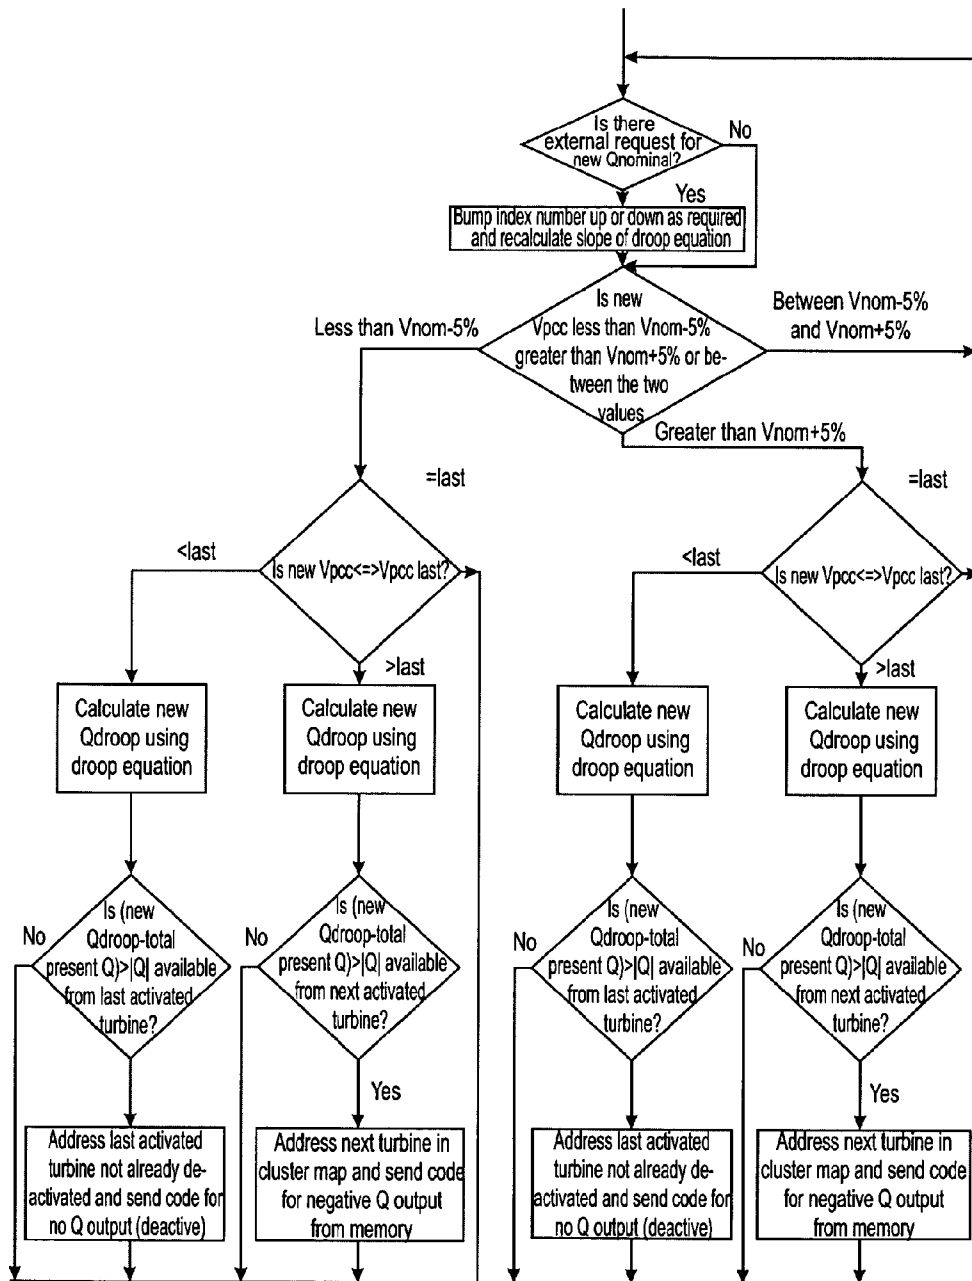 Is there
external request for
new Qnominal?
No
Yes
Bump index number up or down as required
and recalculate slope of droop equation
Is new
Vpcc less than Vnom-5%
greater than Vnom+5% or be-
tween the two
values
Less than Vnom-5%
Between Vnom-5%
and Vnom+5%
Greater than Vnom+5%
=last
<last
Is new Vpcc<=>Vpcc last?
>last
=last
<last
Is new Vpcc<=>Vpcc last?
>last
Calculate new
Qdroop using
droop equation
Calculate new
Qdroop using
droop equation
Calculate new
Qdroop using
droop equation
Calculate new
Qdroop using
droop equation
No
Is (new
Qdroop-total
present Q)>|Q| available
from last activated
turbine?
No
Is (new
Qdroop-total
present Q)>|Q| available
from next activated
turbine?
Yes
No
Is (new
Qdroop-total
present Q)>|Q| available
from last activated
turbine?
No
Is (new
Qdroop-total
present Q)>|Q| available
from next activated
turbine?
Yes
Address last activated
turbine not already de-
activated and send code for
no Q output (deactive)
Address next turbine in
cluster map and send code
for negative Q output
from memory
Address last activated
turbine not already de-
activated and send code for
no Q output (deactive)
Address next turbine in
cluster map and send code
for negative Q output
from memory